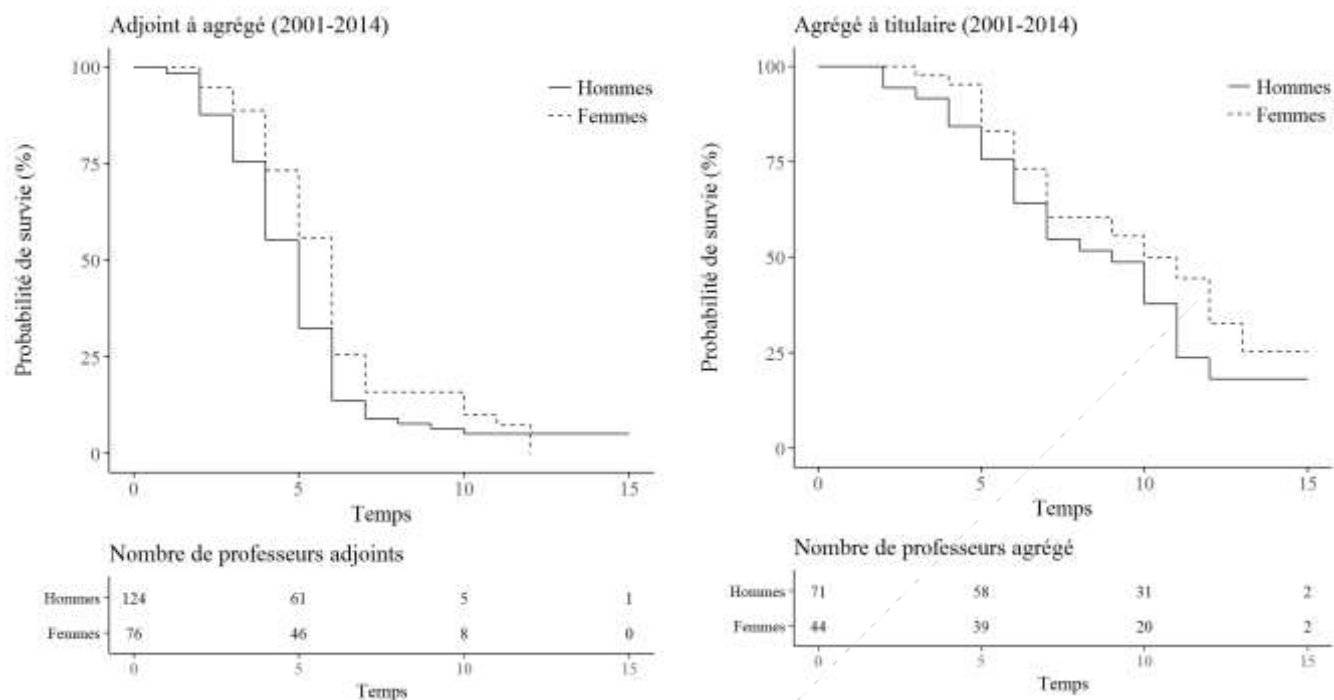 Adjoint à agrégé (2001-2014)
Probabilité de survie (%)
100
75
50
25
0
Hommes
Femmes
0 5 10 15
Temps
Nombre de professeurs adjoints
Hommes 124 61 5 1
Femmes 76 46 8 0
0 5 10 15
Temps
Agrégé à titulaire (2001-2014)
Probabilité de survie (%)
100
75
50
25
0
Hommes
Femmes
0 5 10 15
Temps
Nombre de professeurs agrégé
Hommes 71 58 31 2
Femmes 44 39 20 2
0 5 10 15
Temps